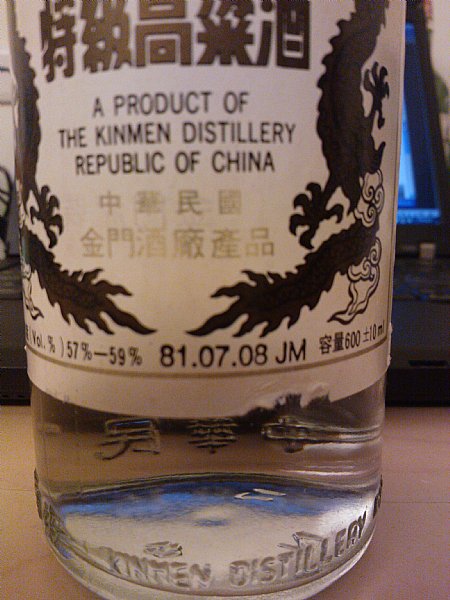 特級高粱酒
A PRODUCT OF
THE KINMEN DISTILLERY
REPUBLIC OF CHINA
中華民國
金門酒廠產品
(Vol.%)57%-59% 81.07.08 JM 容量600±10ml
KINMEN DISTILLERY